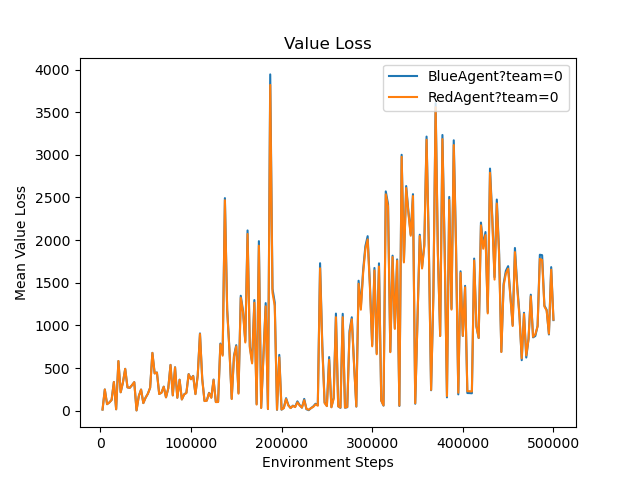 Value Loss
BlueAgent?team=0
RedAgent?team=0
Mean Value Loss
4000
3500
3000
2500
2000
1500
1000
500
0
0 100000 200000 300000 400000 500000
Environment Steps